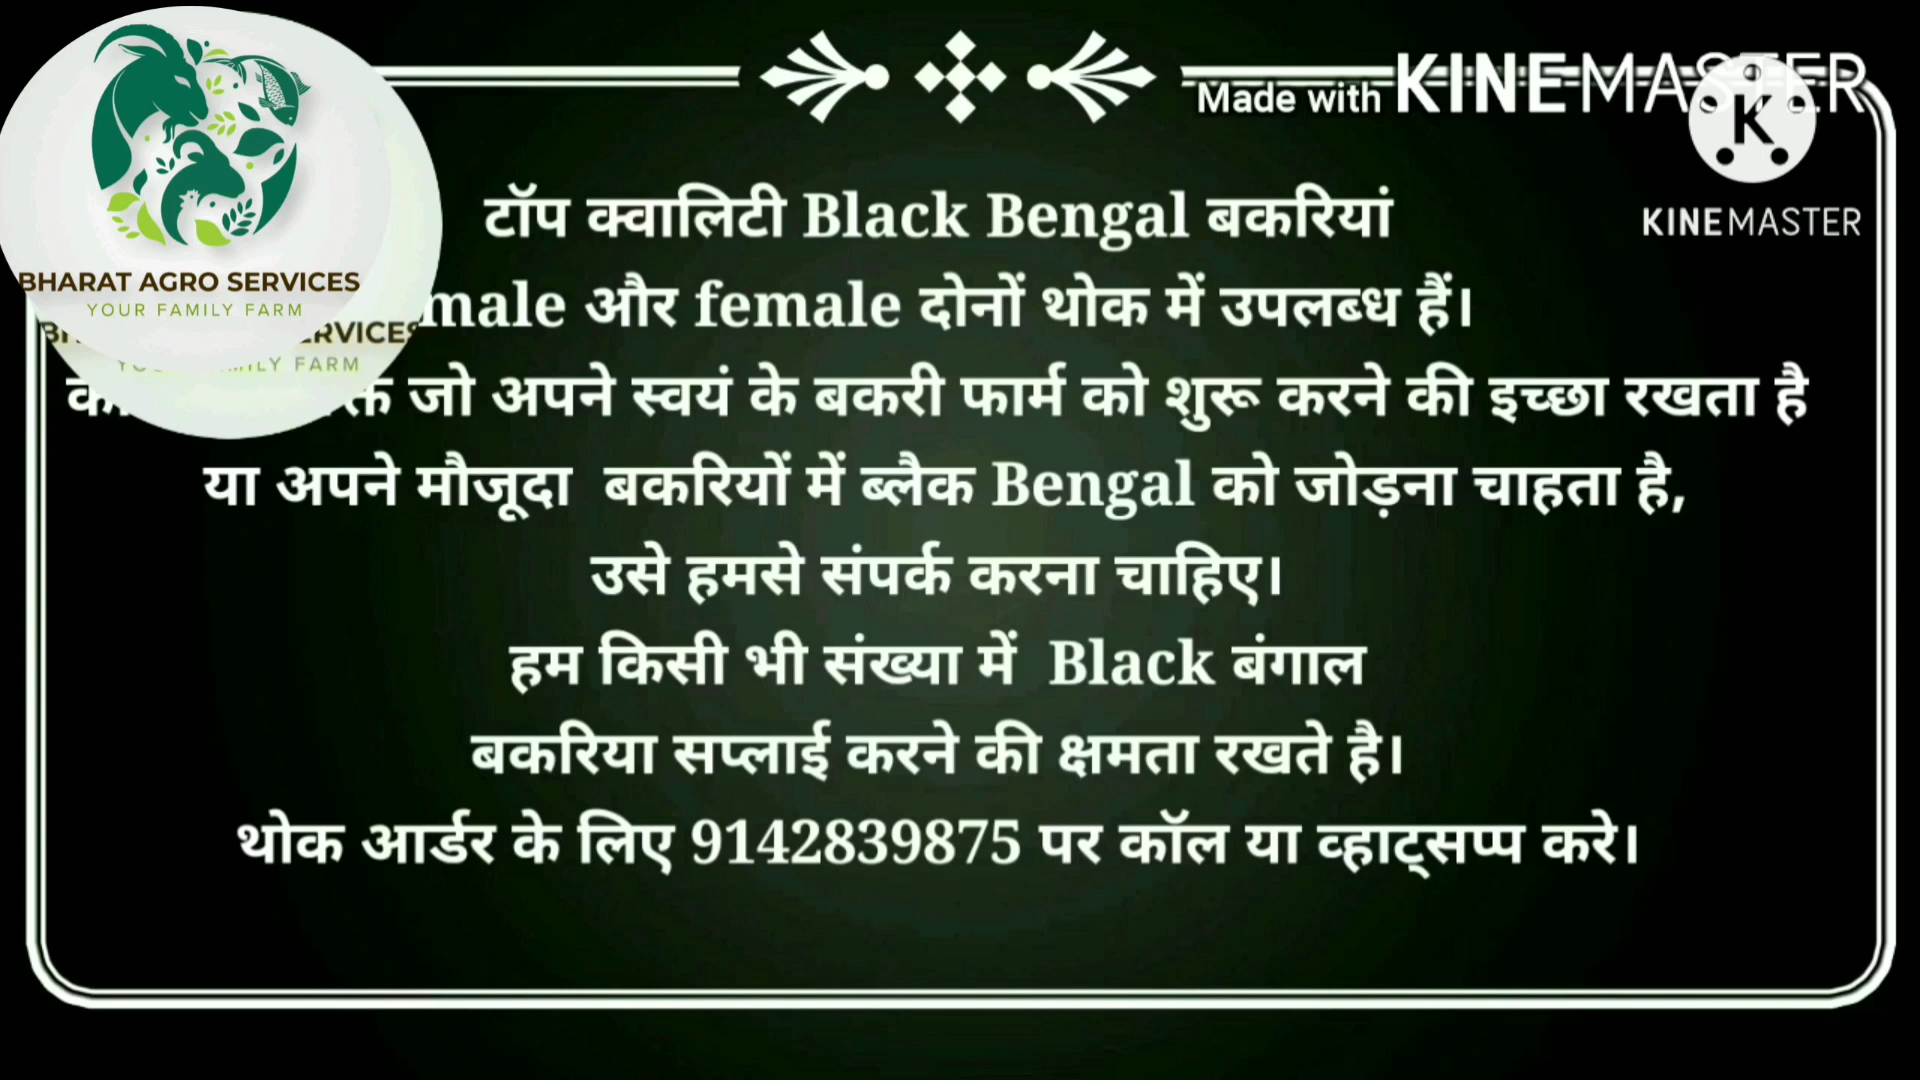 Made with KINEMASTER
KINEMASTER
BHARAT AGRO SERVICES
YOUR FAMILY FARM
टॉप क्वालिटी Black Bengal बकरियां
male और female दोनों थोक में उपलब्ध हैं।
जो अपने स्वयं के बकरी फार्म को शुरू करने की इच्छा रखता है
या अपने मौजूदा बकरियों में ब्लैक Bengal को जोड़ना चाहता है,
उसे हमसे संपर्क करना चाहिए।
हम किसी भी संख्या में Black बंगाल
बकरिया सप्लाई करने की क्षमता रखते है।
थोक आर्डर के लिए 9142839875 पर कॉल या व्हाट्सप्प करे।